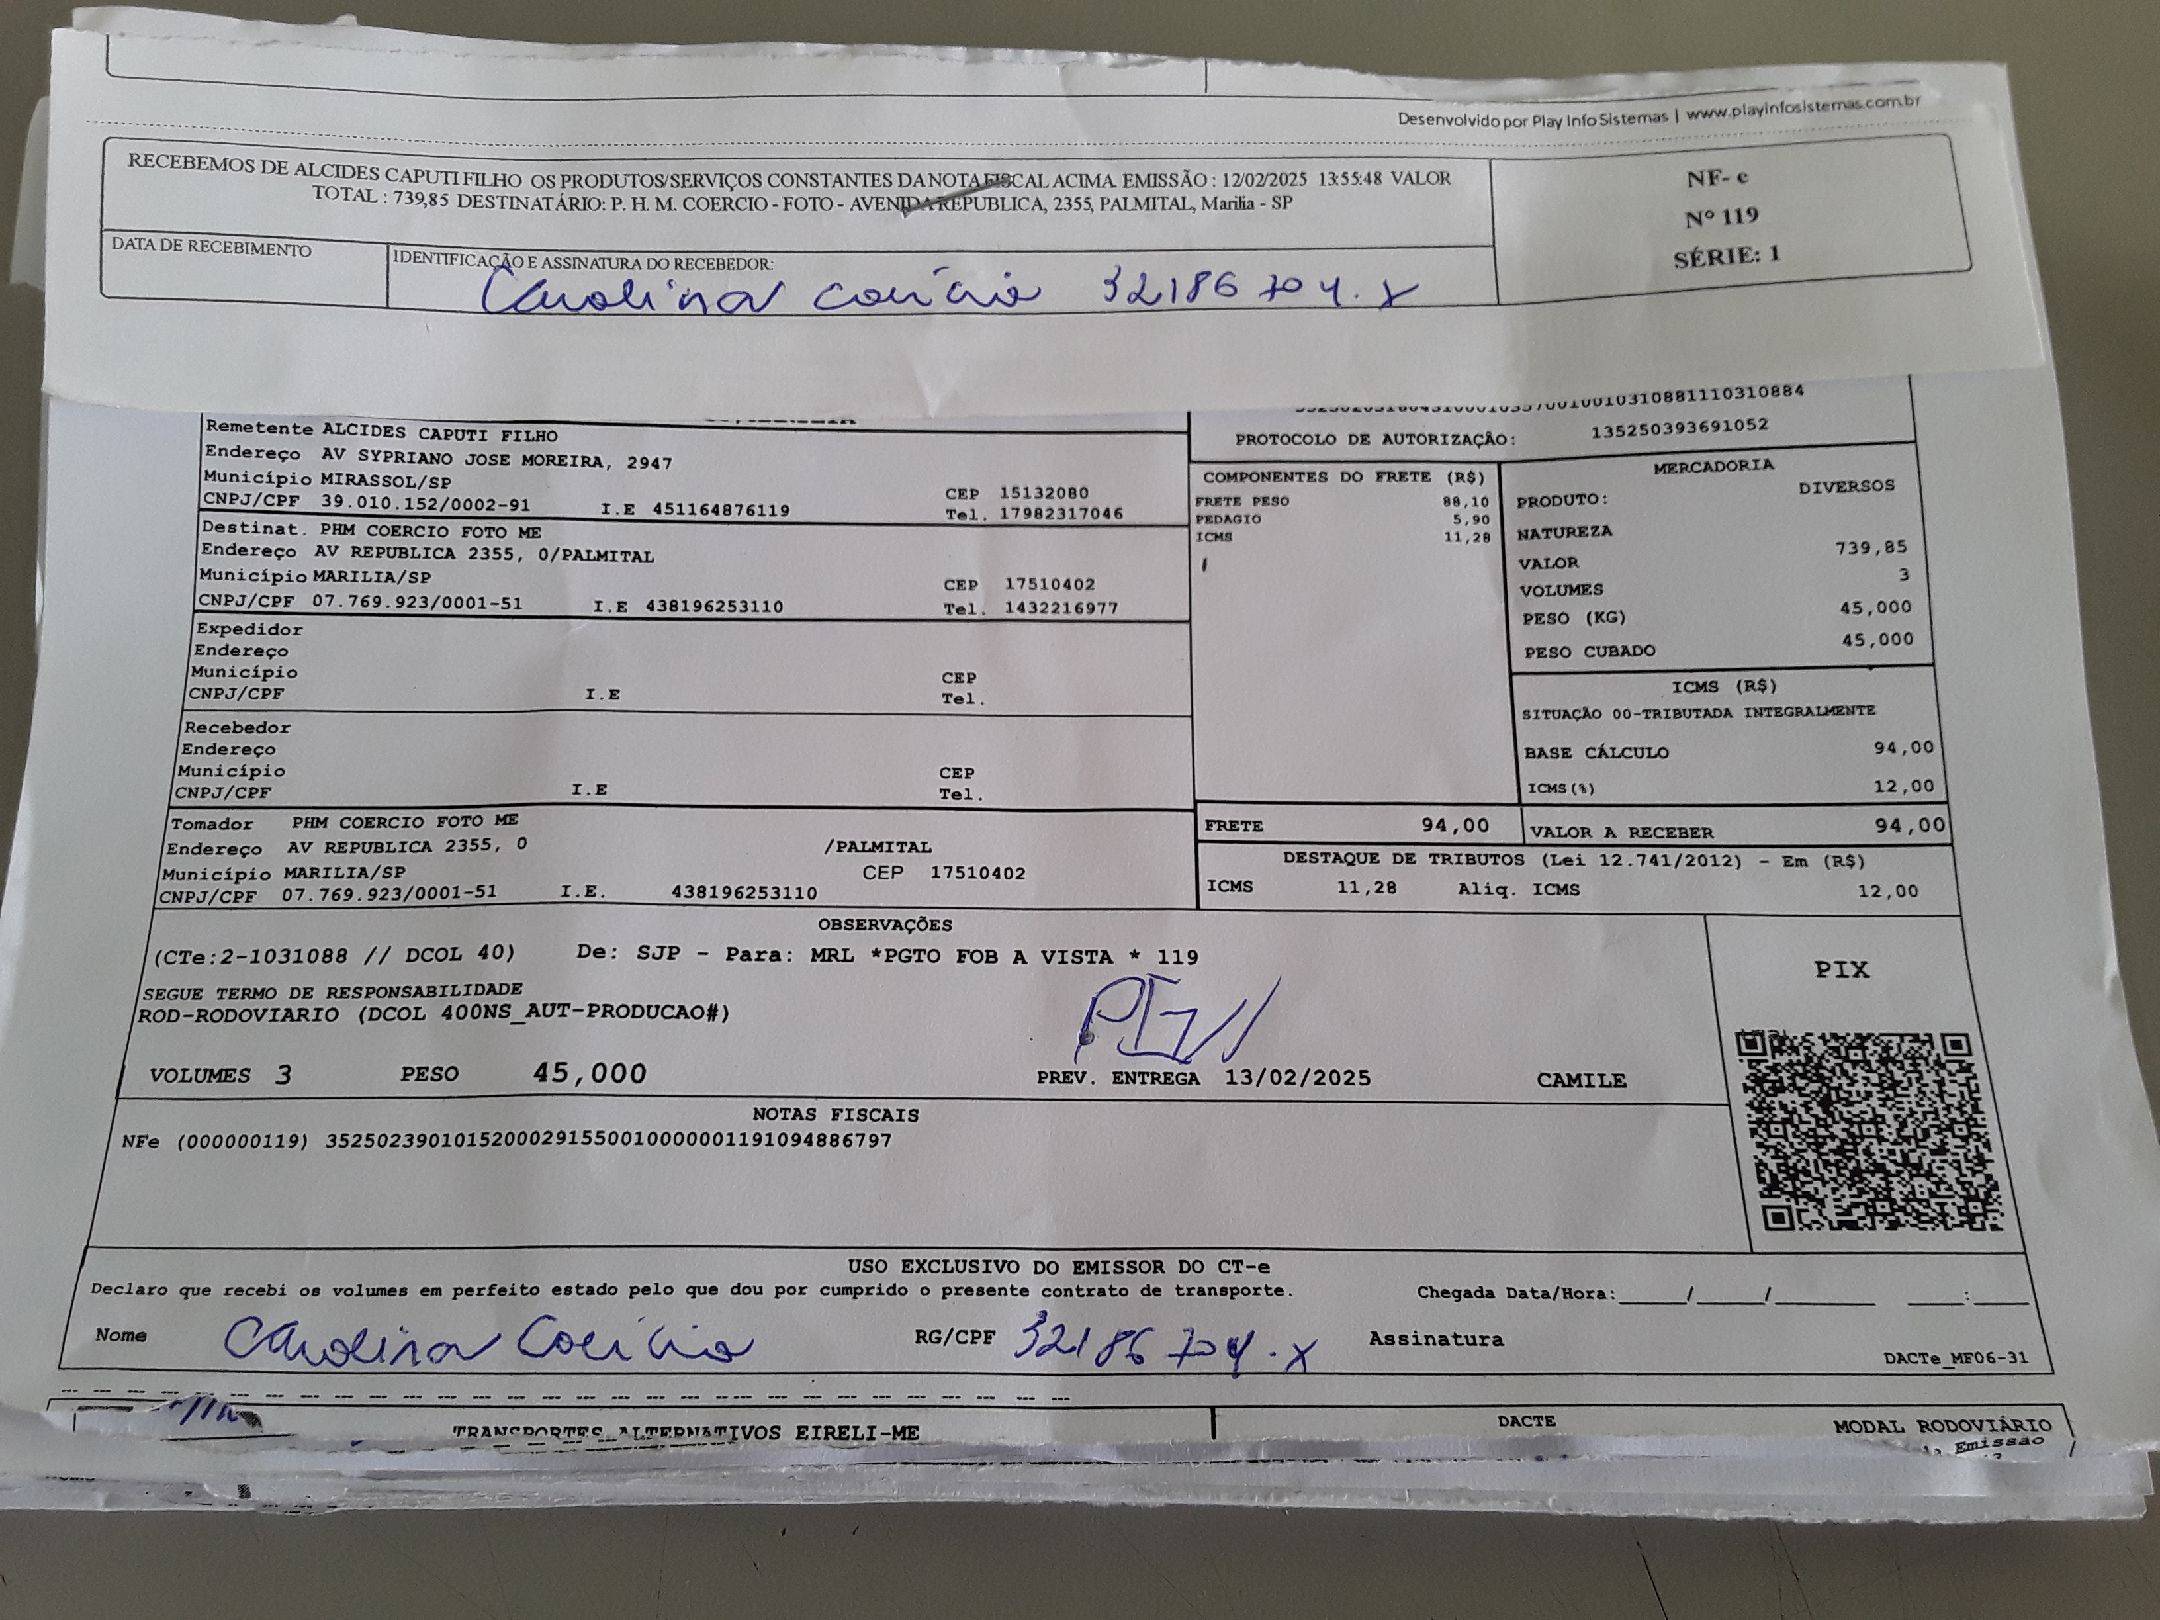 Desenvolvido por Play Info Sistemas | www.playinfosistemas.com.br
RECEBEMOS DE ALCIDES CAPUTI FILHO OS PRODUTOS/SERVIÇOS CONSTANTES DA NOTA FISCAL ACIMA. EMISSÃO : 12/02/2025 13:55:48 VALOR
TOTAL : 739,85 DESTINATÁRIO: P. H. M. COERCIO - FOTO - AVENIDA REPUBLICA, 2355, PALMITAL, Marilia - SP
NF- e
Nº 119
SÉRIE: 1
DATA DE RECEBIMENTO
IDENTIFICAÇÃO E ASSINATURA DO RECEBEDOR:
Carolina Coércio 32186704.x
PROTOCOLO DE AUTORIZAÇÃO: 135250393691052
Remetente ALCIDES CAPUTI FILHO
Endereço AV SYPRIANO JOSE MOREIRA, 2947
Município MIRASSOL/SP CEP 15132080
CNPJ/CPF 39.010.152/0002-91 I.E 451164876119 Tel. 17982317046
Destinat. PHM COERCIO FOTO ME
Endereço AV REPUBLICA 2355, 0/PALMITAL
Município MARILIA/SP CEP 17510402
CNPJ/CPF 07.769.923/0001-51 I.E 438196253110 Tel. 1432216977
Expedidor
Endereço
Município CEP
CNPJ/CPF I.E Tel.
Recebedor
Endereço
Município CEP
CNPJ/CPF I.E Tel.
Tomador PHM COERCIO FOTO ME
Endereço AV REPUBLICA 2355, 0 /PALMITAL
Município MARILIA/SP CEP 17510402
CNPJ/CPF 07.769.923/0001-51 I.E. 438196253110
COMPONENTES DO FRETE (R$)
FRETE PESO 88,10
PEDAGIO 5,90
ICMS 11,28
MERCADORIA
PRODUTO: DIVERSOS
NATUREZA
VALOR 739,85
VOLUMES 3
PESO (KG) 45,000
PESO CUBADO 45,000
ICMS (R$)
SITUAÇÃO 00-TRIBUTADA INTEGRALMENTE
BASE CÁLCULO 94,00
ICMS(%) 12,00
FRETE 94,00 VALOR A RECEBER 94,00
DESTAQUE DE TRIBUTOS (Lei 12.741/2012) - Em (R$)
ICMS 11,28 Aliq. ICMS 12,00
OBSERVAÇÕES
(CTe:2-1031088 // DCOL 40) De: SJP - Para: MRL *PGTO FOB A VISTA * 119
SEGUE TERMO DE RESPONSABILIDADE
ROD-RODOVIARIO (DCOL 400NS_AUT-PRODUCAO#)
VOLUMES 3 PESO 45,000 PREV. ENTREGA 13/02/2025 CAMILE
PIX
NOTAS FISCAIS
NFe (000000119) 35250239010152000291550010000001191094886797
USO EXCLUSIVO DO EMISSOR DO CT-e
Declaro que recebi os volumes em perfeito estado pelo que dou por cumprido o presente contrato de transporte. Chegada Data/Hora:_____/_____/________ ____:____
Nome Carolina Coércio RG/CPF 32186704.x Assinatura
DACTe_MF06-31
TRANSPORTES ALTERNATIVOS EIRELI-ME
DACTE
MODAL RODOVIÁRIO
Emissao